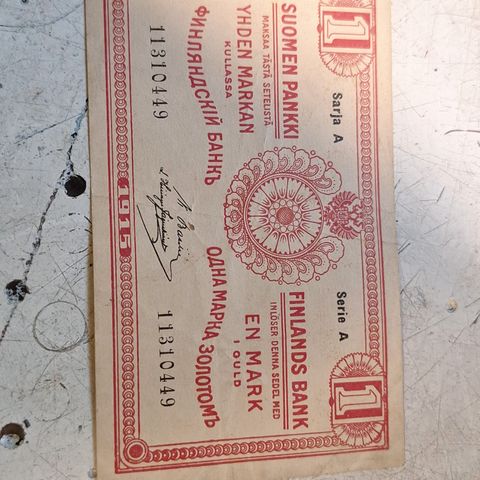 1
1
Sarja A
Serie A
SUOMEN PANKKI
MAKSAA TÄSTÄ SETELISTÄ
YHDEN MARKAN
KULLASSA
FINLANDS BANK
INLÖSER DENNA SEDEL MED
EN MARK
I GULD
ФИНЛЯНДСКІЙ БАНКЪ
ОДНА МАРКА ЗОЛОТОМЪ
11310449
11310449
1915